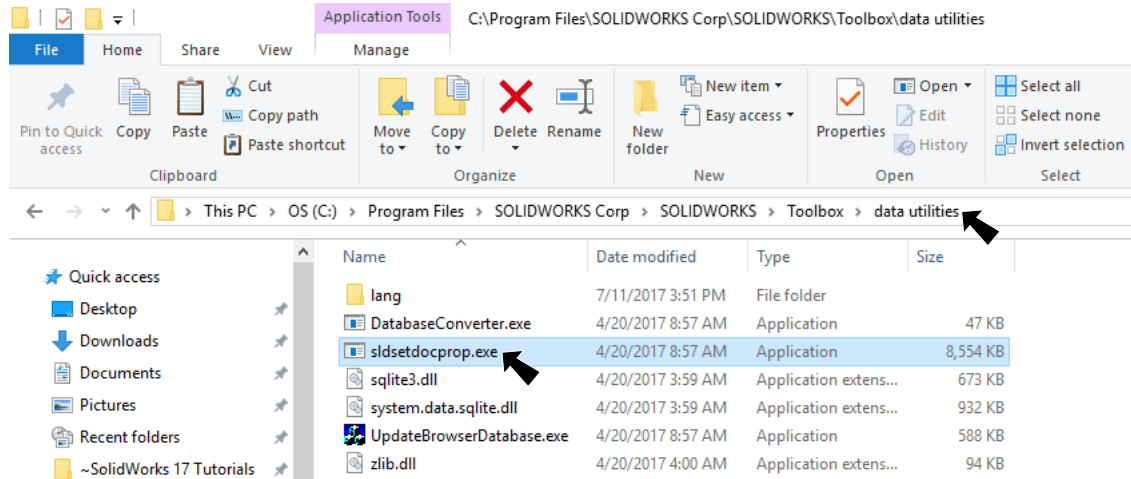 Application Tools C:\Program Files\SOLIDWORKS Corp\SOLIDWORKS\Toolbox\data utilities
File Home Share View Manage
Pin to Quick access
Copy
Paste
Cut
Copy path
Paste shortcut
Clipboard
Move to
Copy to
Delete
Rename
Organize
New folder
New item
Easy access
New
Properties
Open
Edit
History
Open
Select all
Select none
Invert selection
Select
This PC > OS (C:) > Program Files > SOLIDWORKS Corp > SOLIDWORKS > Toolbox > data utilities
Quick access
Desktop
Downloads
Documents
Pictures
Recent folders
~SolidWorks 17 Tutorials
Name Date modified Type Size
lang 7/11/2017 3:51 PM File folder
DatabaseConverter.exe 4/20/2017 8:57 AM Application 47 KB
sldsetdocprop.exe 4/20/2017 8:57 AM Application 8,554 KB
sqlite3.dll 4/20/2017 3:59 AM Application extens... 673 KB
system.data.sqlite.dll 4/20/2017 3:59 AM Application extens... 932 KB
UpdateBrowserDatabase.exe 4/20/2017 8:57 AM Application 588 KB
zlib.dll 4/20/2017 4:00 AM Application extens... 94 KB